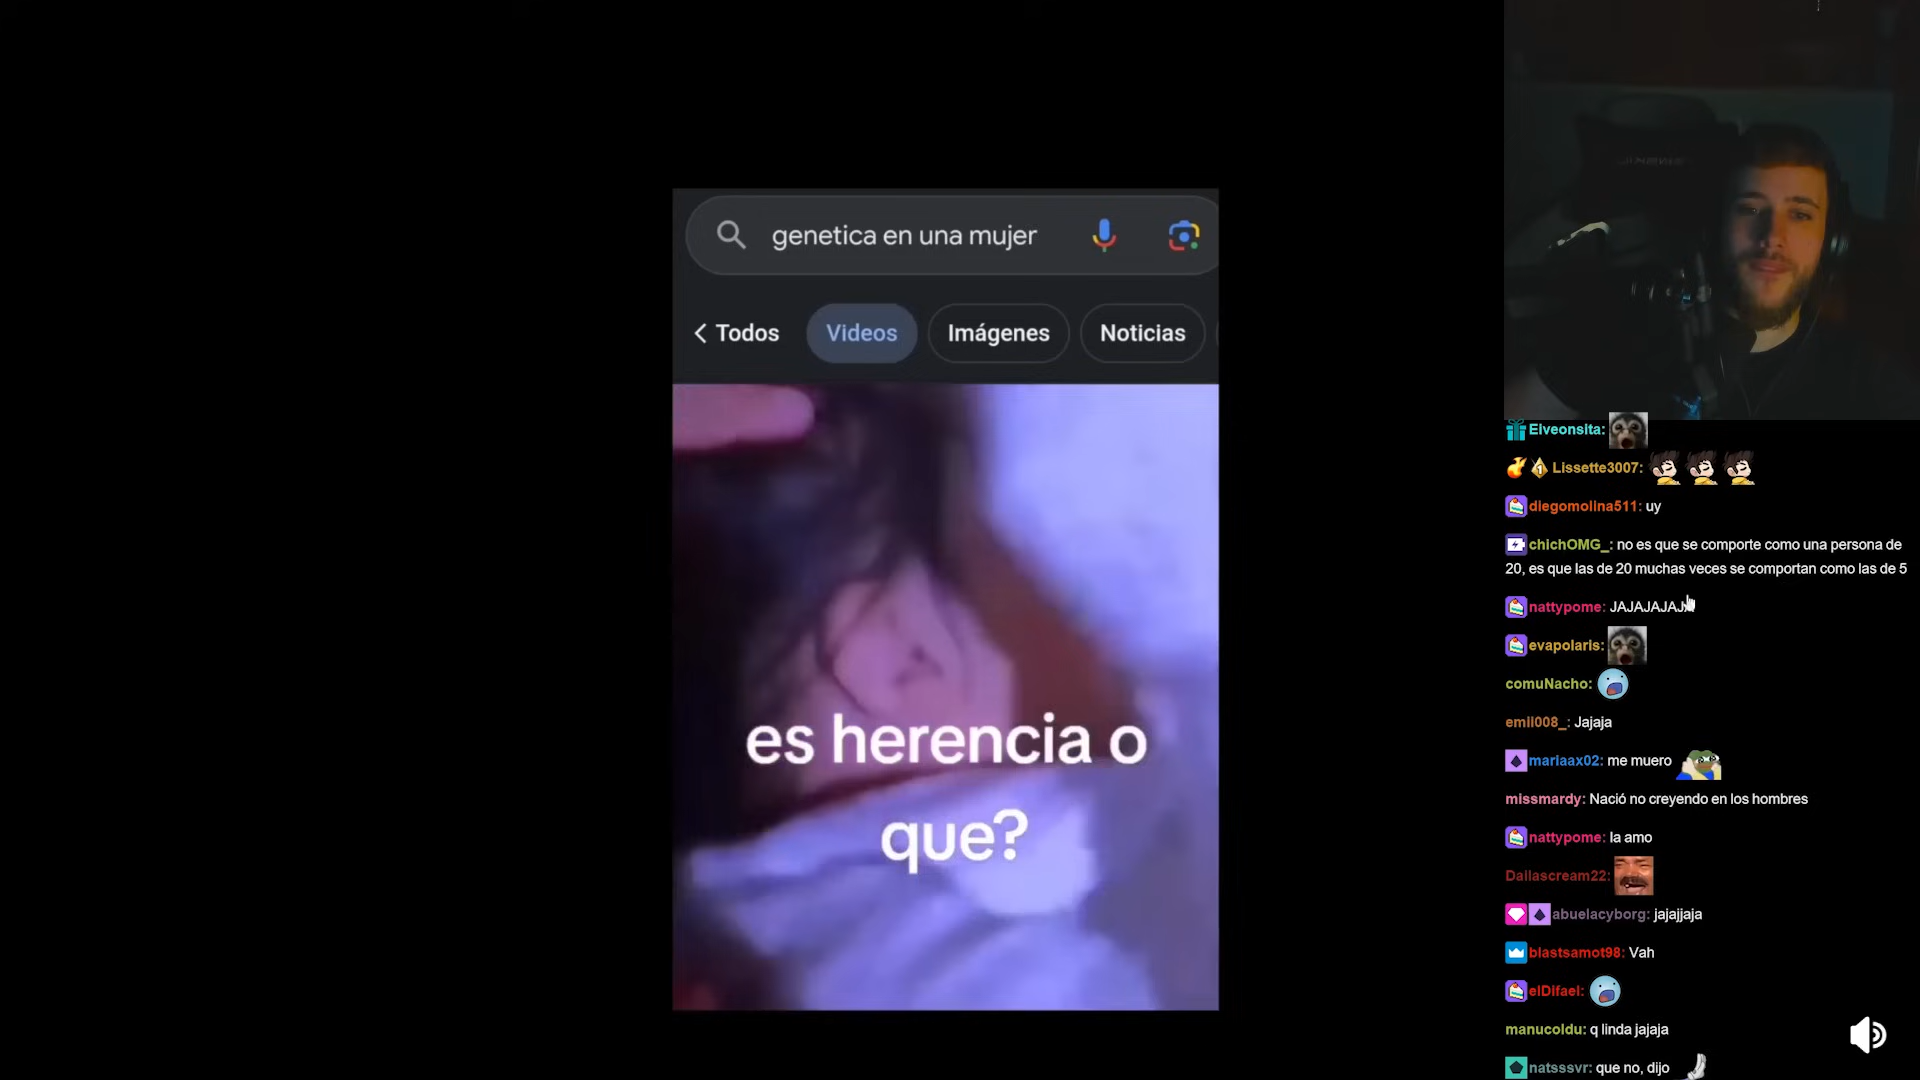 genetica en una mujer
Todos
Videos
Imágenes
Noticias
es herencia o
que?
Elveonsita:
Lissette3007:
diegomolina511: uy
chichOMG_: no es que se comporte como una persona de
20, es que las de 20 muchas veces se comportan como las de 5
nattypome: JAJAJAJAJA
evapolaris:
comuNacho:
emil008_: Jajaja
mariaax02: me muero
missmardy: Nació no creyendo en los hombres
nattypome: la amo
Dallascream22:
abuelacyborg: jajajjaja
blastsamot98: Vah
elDifael:
manucoldu: q linda jajaja
natsssvr: que no, dijo